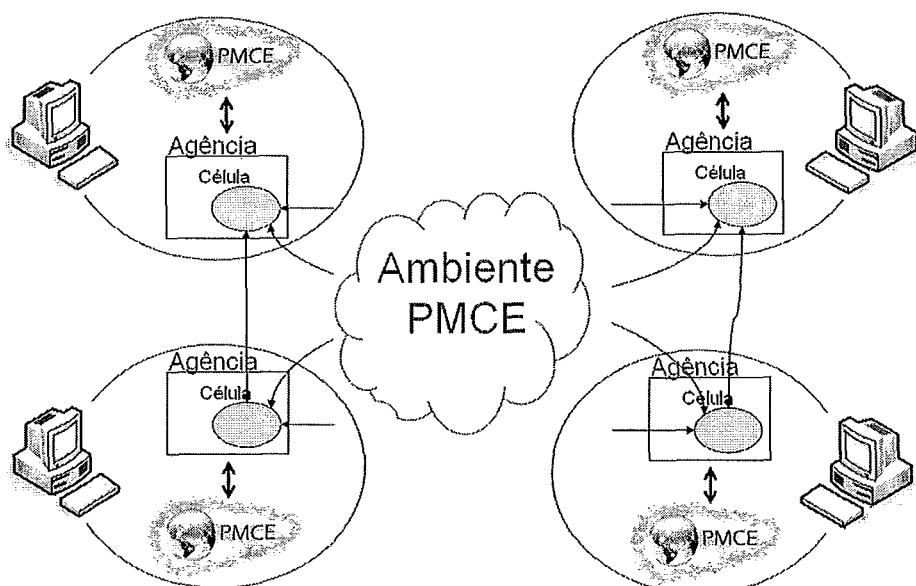 PMCE
Agência
Célula
PMCE
Agência
Célula
Ambiente
PMCE
Agência
Célula
PMCE
Agência
Célula
PMCE